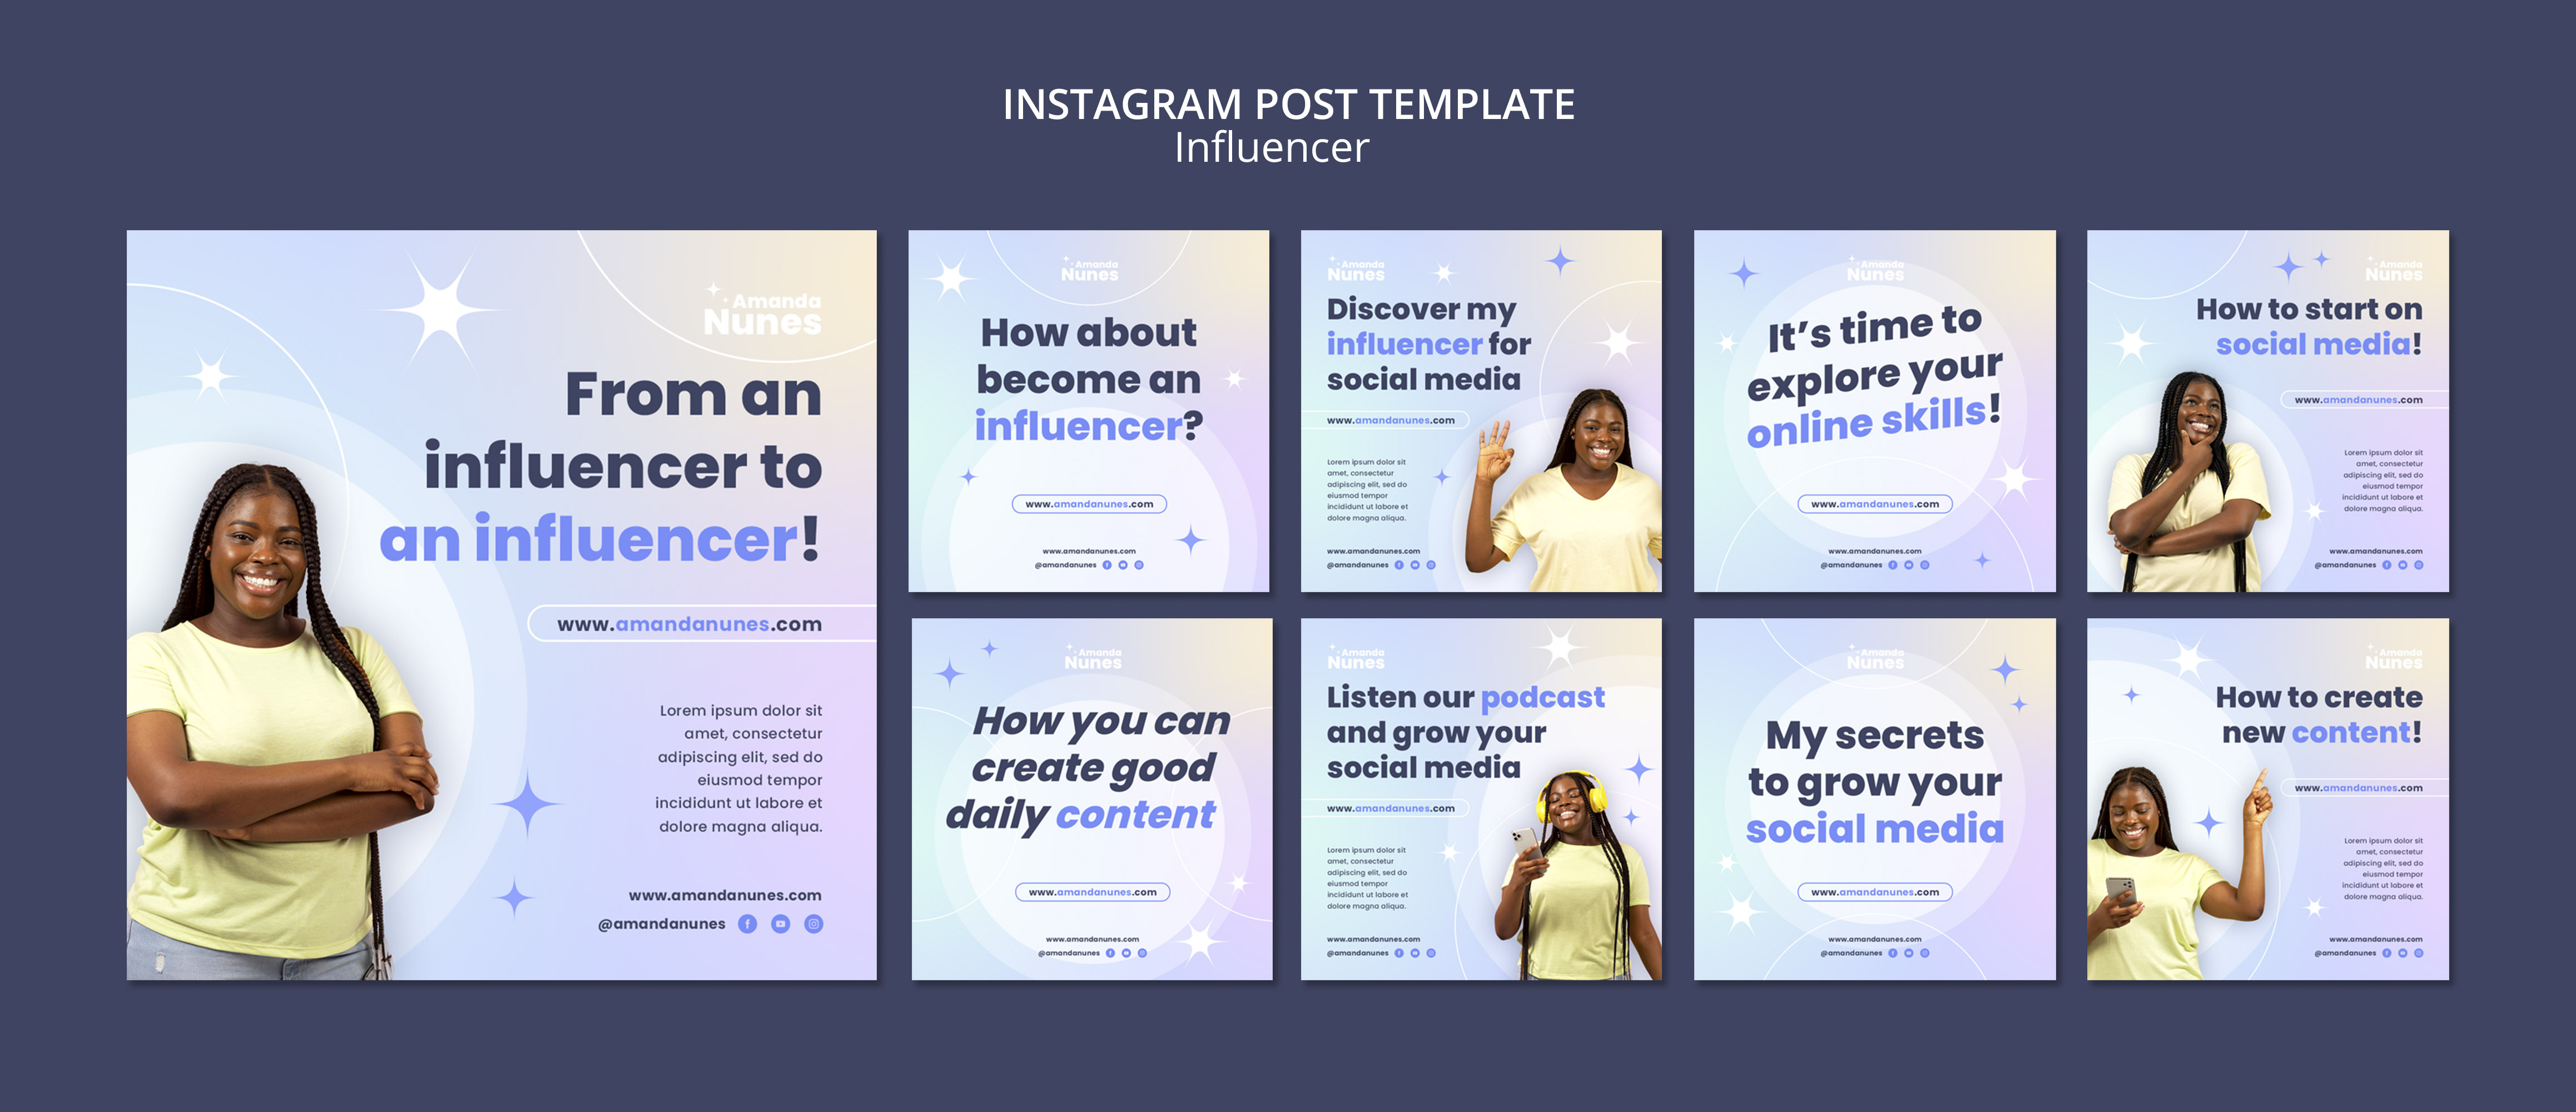 INSTAGRAM POST TEMPLATE
Influencer
Amanda
Nunes
From an
influencer to
an influencer!
www.amandanunes.com
Lorem ipsum dolor sit
amet, consectetur
adipiscing elit, sed do
eiusmod tempor
incididunt ut labore et
dolore magna aliqua.
www.amandanunes.com
@amandanunes
Amanda
Nunes
How about
become an
influencer?
www.amandanunes.com
www.amandanunes.com
@amandanunes
Amanda
Nunes
Discover my
influencer for
social media
www.amandanunes.com
Lorem ipsum dolor sit
amet, consectetur
adipiscing elit, sed do
eiusmod tempor
incididunt ut labore et
dolore magna aliqua.
www.amandanunes.com
@amandanunes
Amanda
Nunes
It's time to
explore your
online skills!
www.amandanunes.com
www.amandanunes.com
@amandanunes
Amanda
Nunes
How to start on
social media!
www.amandanunes.com
Lorem ipsum dolor sit
amet, consectetur
adipiscing elit, sed do
eiusmod tempor
incididunt ut labore et
dolore magna aliqua.
www.amandanunes.com
@amandanunes
Amanda
Nunes
How you can
create good
daily content
www.amandanunes.com
www.amandanunes.com
@amandanunes
Amanda
Nunes
Listen our podcast
and grow your
social media
www.amandanunes.com
Lorem ipsum dolor sit
amet, consectetur
adipiscing elit, sed do
eiusmod tempor
incididunt ut labore et
dolore magna aliqua.
www.amandanunes.com
@amandanunes
Amanda
Nunes
My secrets
to grow your
social media
www.amandanunes.com
www.amandanunes.com
@amandanunes
Amanda
Nunes
How to create
new content!
www.amandanunes.com
Lorem ipsum dolor sit
amet, consectetur
adipiscing elit, sed do
eiusmod tempor
incididunt ut labore et
dolore magna aliqua.
www.amandanunes.com
@amandanunes